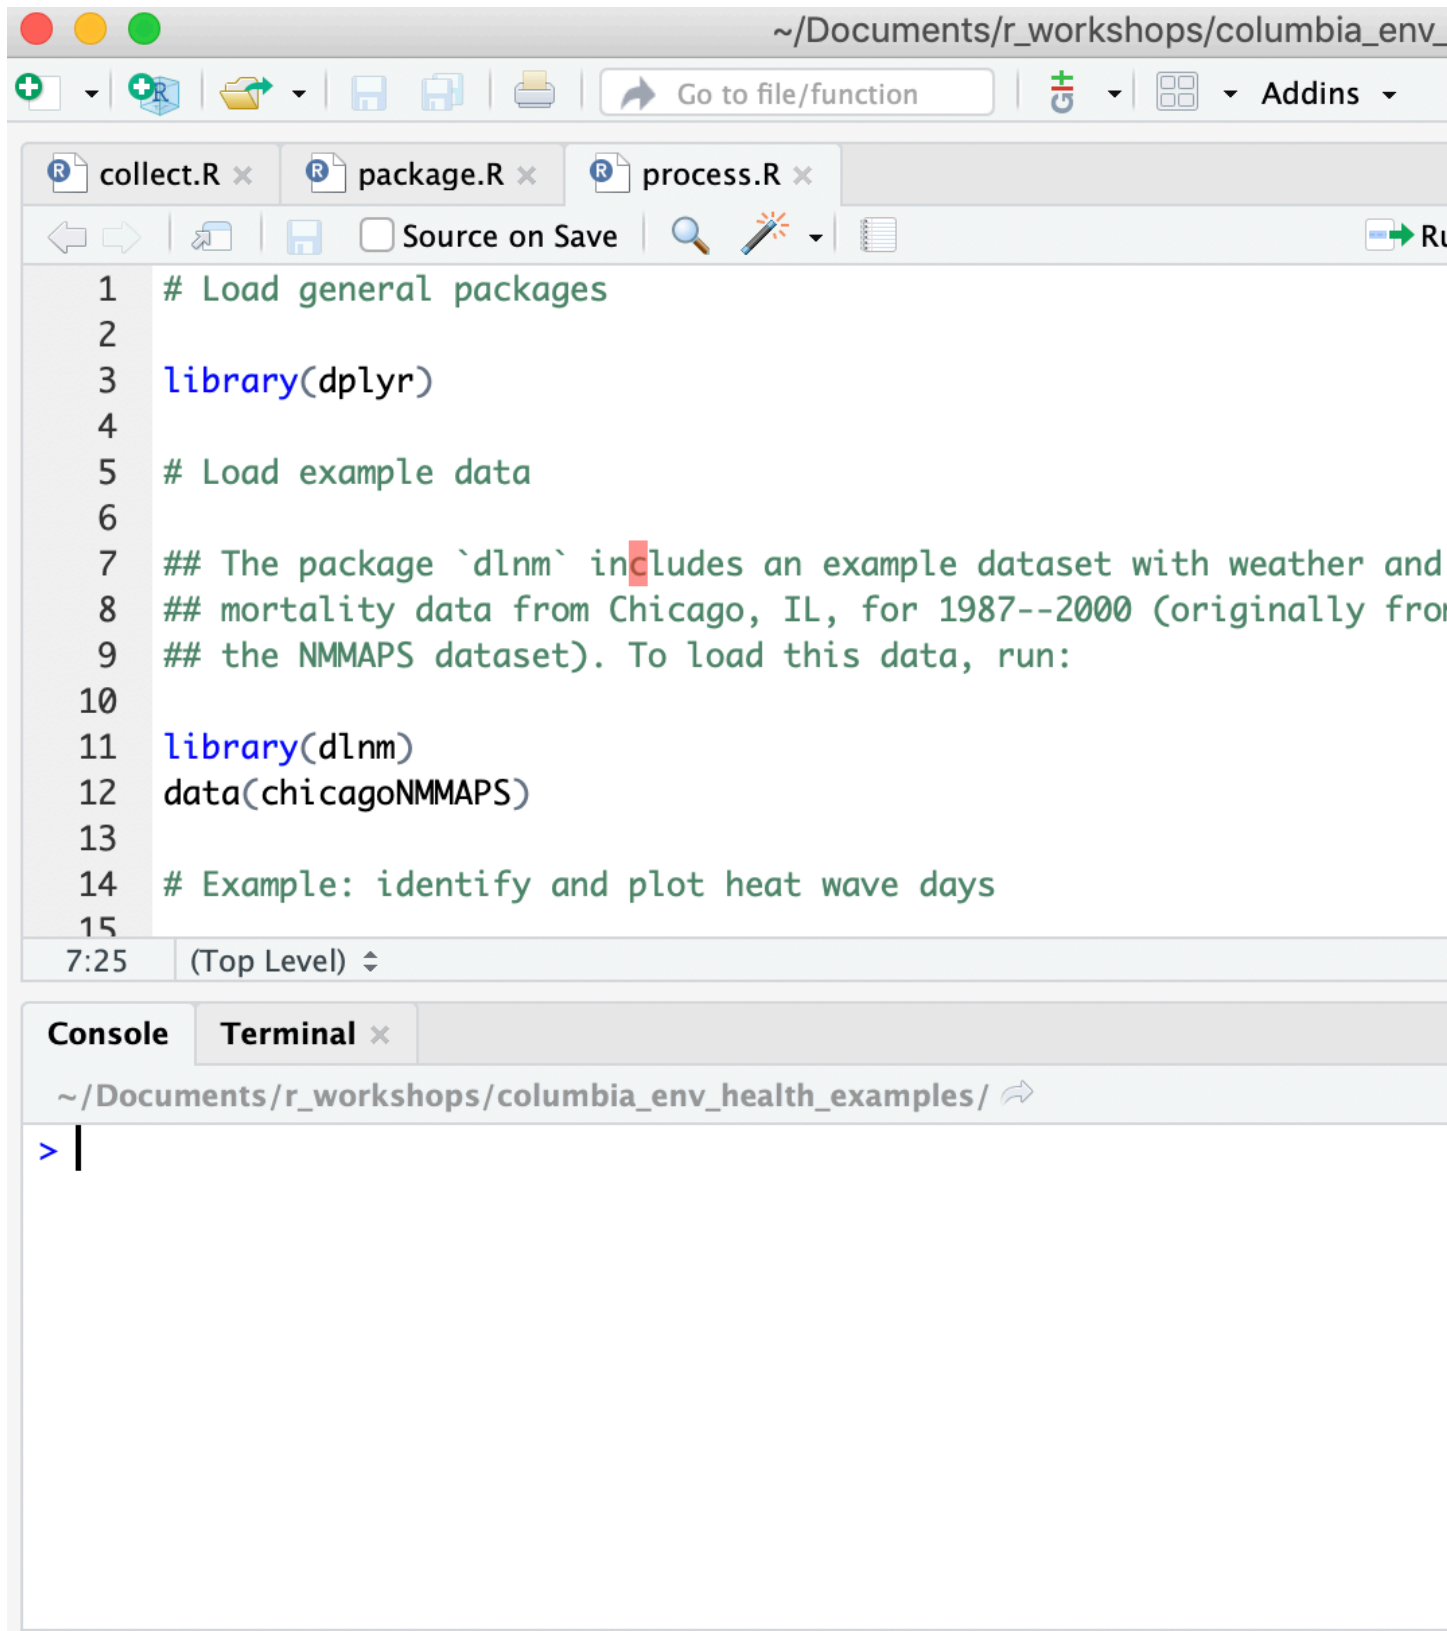 ~/Documents/r_workshops/columbia_env_
Go to file/function
Addins
collect.R
package.R
process.R
Source on Save
1 # Load general packages
2
3 library(dplyr)
4
5 # Load example data
6
7 ## The package `dlnm` includes an example dataset with weather and
8 ## mortality data from Chicago, IL, for 1987--2000 (originally
9 ## the NMMAPS dataset). To load this data, run:
10
11 library(dlnm)
12 data(chicagoNMMAPS)
13
14 # Example: identify and plot heat wave days
15
7:25 (Top Level)
Console Terminal
~/Documents/r_workshops/columbia_env_health_examples/
>